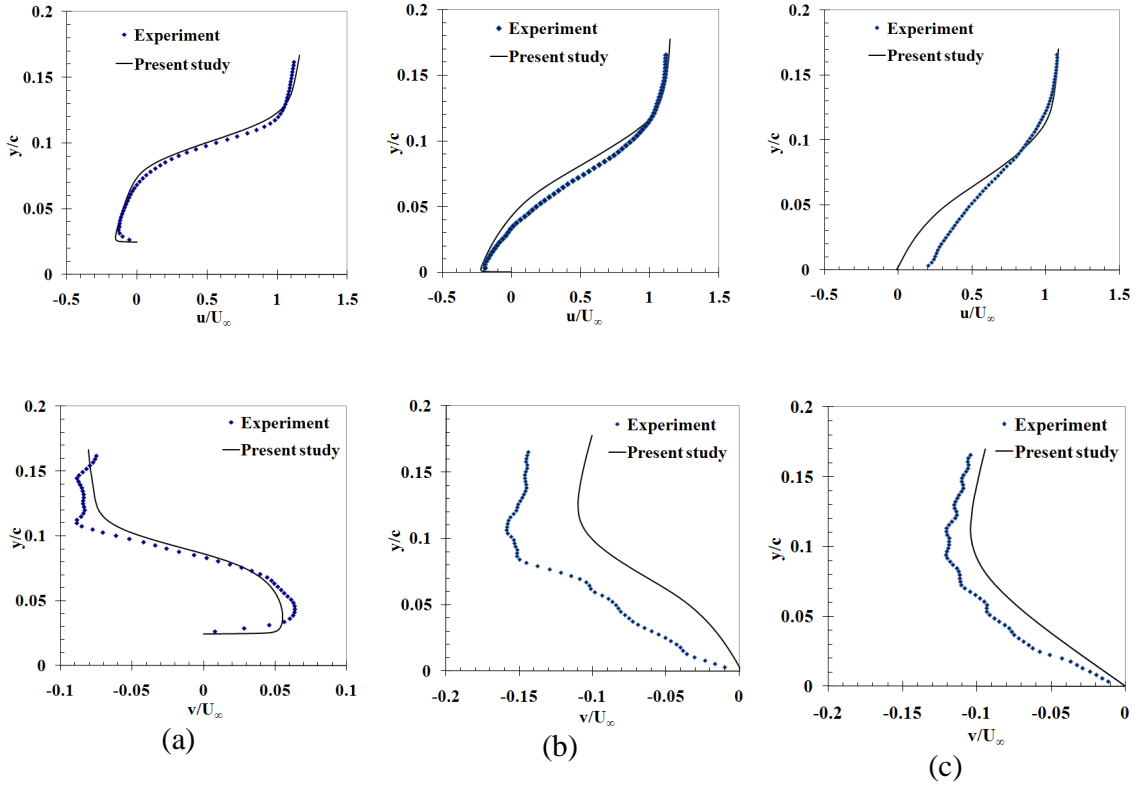 0.2
0.15
0.1
0.05
0
y/c
Experiment
Present study
-0.5 0 0.5 1 1.5
u/U∞
0.2
0.15
0.1
0.05
0
y/c
Experiment
Present study
-0.5 0 0.5 1 1.5
u/U∞
0.2
0.15
0.1
0.05
0
y/c
Experiment
Present study
-0.5 0 0.5 1 1.5
u/U∞
0.2
0.15
0.1
0.05
0
y/c
Experiment
Present study
-0.1 -0.05 0 0.05 0.1
v/U∞
(a)
0.2
0.15
0.1
0.05
0
y/c
Experiment
Present study
-0.2 -0.15 -0.1 -0.05 0
v/U∞
(b)
0.2
0.15
0.1
0.05
0
y/c
Experiment
Present study
-0.2 -0.15 -0.1 -0.05 0
v/U∞
(c)